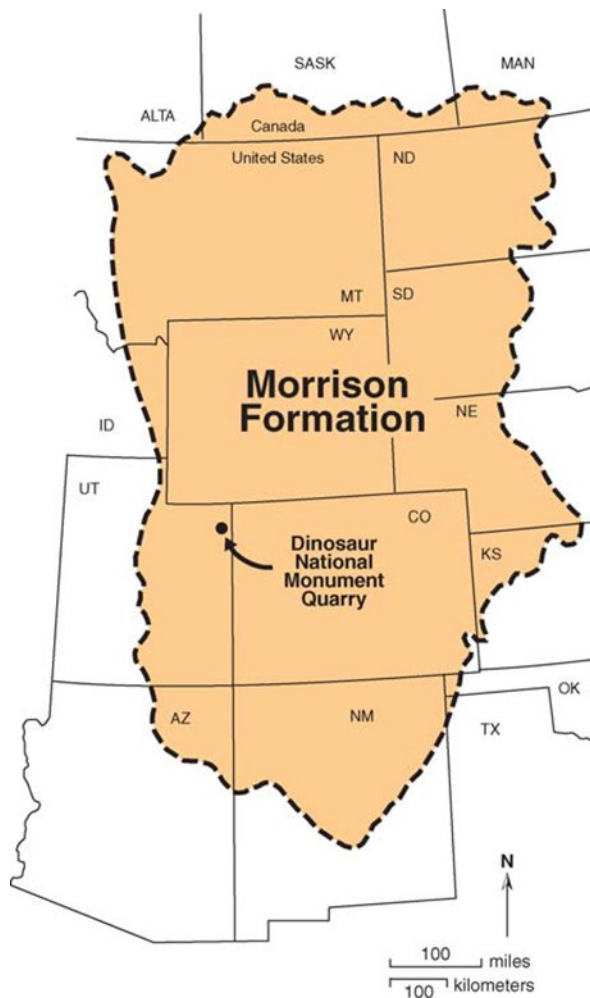 SASK
MAN
ALTA
Canada
United States
ND
MT
SD
WY
Morrison
Formation
NE
ID
UT
CO
Dinosaur
National
Monument
Quarry
KS
OK
AZ
NM
TX
N
100 miles
100 kilometers